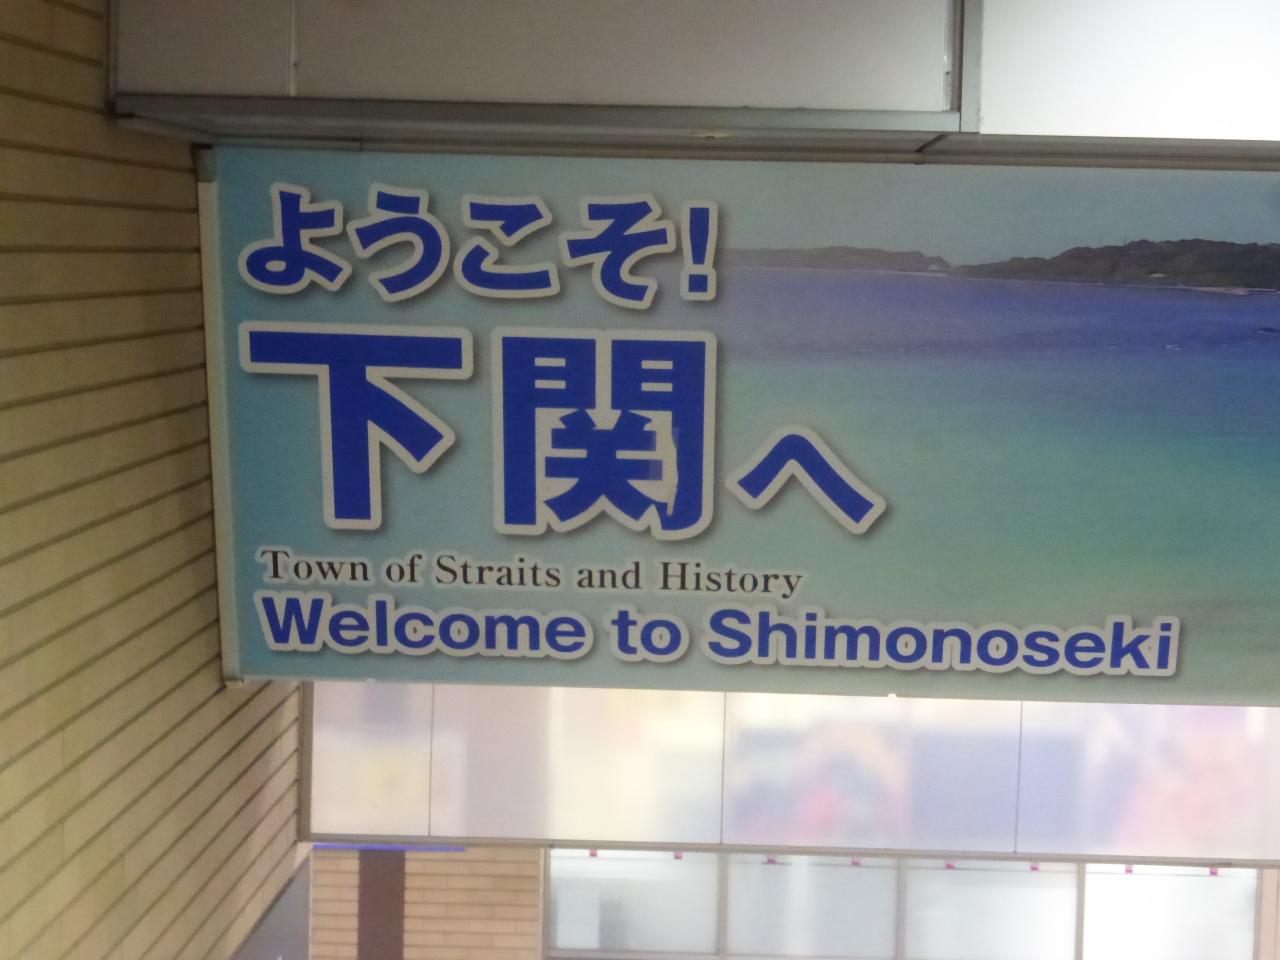 ようこそ!
下関へ
Town of Straits and History
Welcome to Shimonoseki